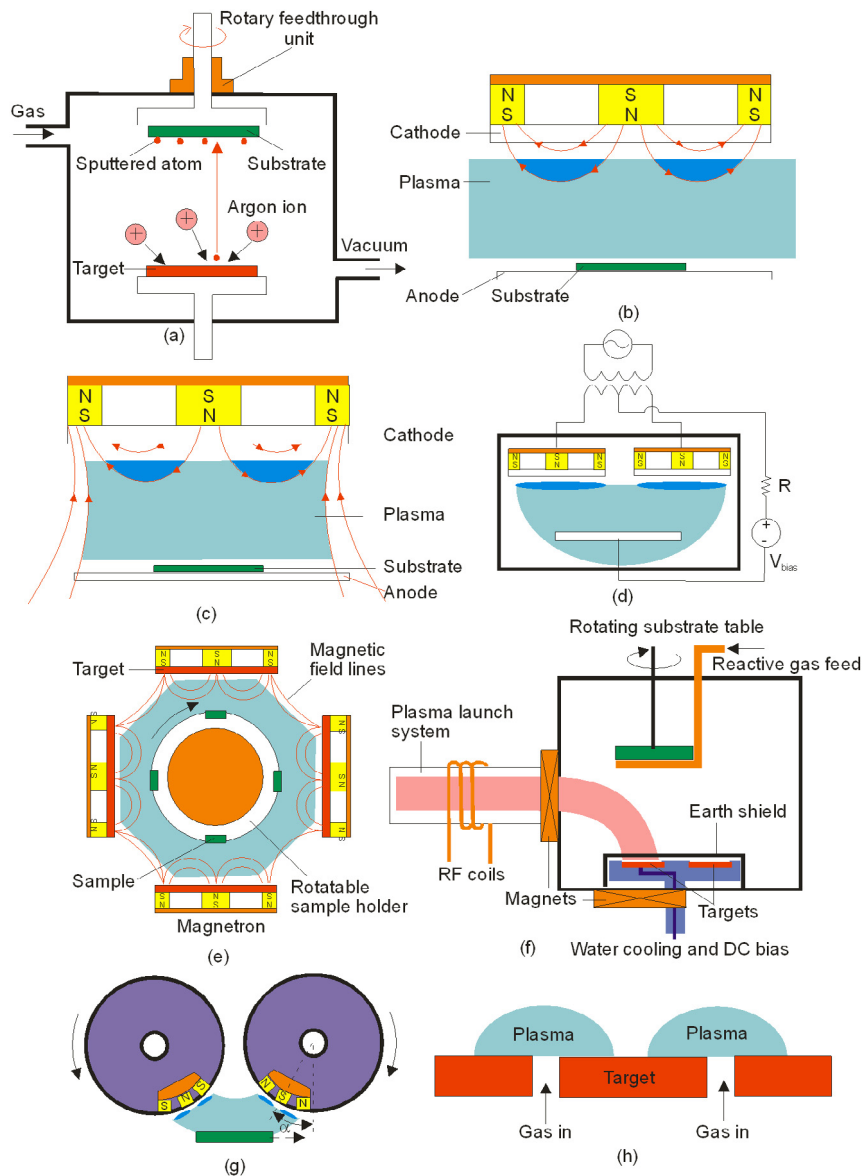 Rotary feedthrough
unit
Gas
Sputtered atom
Substrate
Argon ion
Vacuum
Target
(a)
N S N
S N S
Cathode
Plasma
Anode
Substrate
(b)
N S N
S N S
Cathode
Plasma
Substrate
Anode
(c)
N S N N S N
S N S G N G
R
+
-
Vbias
(d)
Target
Magnetic
field lines
N S N
S N S
Sample
Rotatable
sample holder
S N S
N S N
Magnetron
(e)
Rotating substrate table
Reactive gas feed
Plasma launch
system
RF coils
Magnets
Earth shield
Targets
Water cooling and DC bias
(f)
S N S
N S N
α
(g)
Plasma
Plasma
Target
Gas in
Gas in
(h)